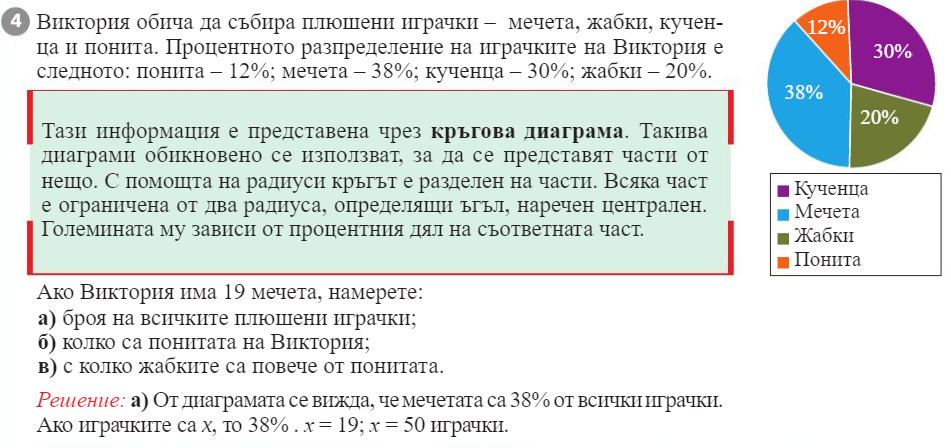 4 Виктория обича да събира плюшени играчки – мечета, жабки, кучен-
ца и понита. Процентното разпределение на играчките на Виктория е
следното: понита – 12%; мечета – 38%; кученца – 30%; жабки – 20%.
12%
30%
38%
20%
Кученца
Мечета
Жабки
Понита
Тази информация е представена чрез кръгова диаграма. Такива
диаграми обикновено се използват, за да се представят части от
нещо. С помощта на радиуси кръгът е разделен на части. Всяка част
е ограничена от два радиуса, определящи ъгъл, наречен централен.
Големината му зависи от процентния дял на съответната част.
Ако Виктория има 19 мечета, намерете:
а) броя на всичките плюшени играчки;
б) колко са понитата на Виктория;
в) с колко жабките са повече от понитата.
Решение: а) От диаграмата се вижда, че мечетата са 38% от всички играчки.
Ако играчките са x, то 38% . x = 19; x = 50 играчки.